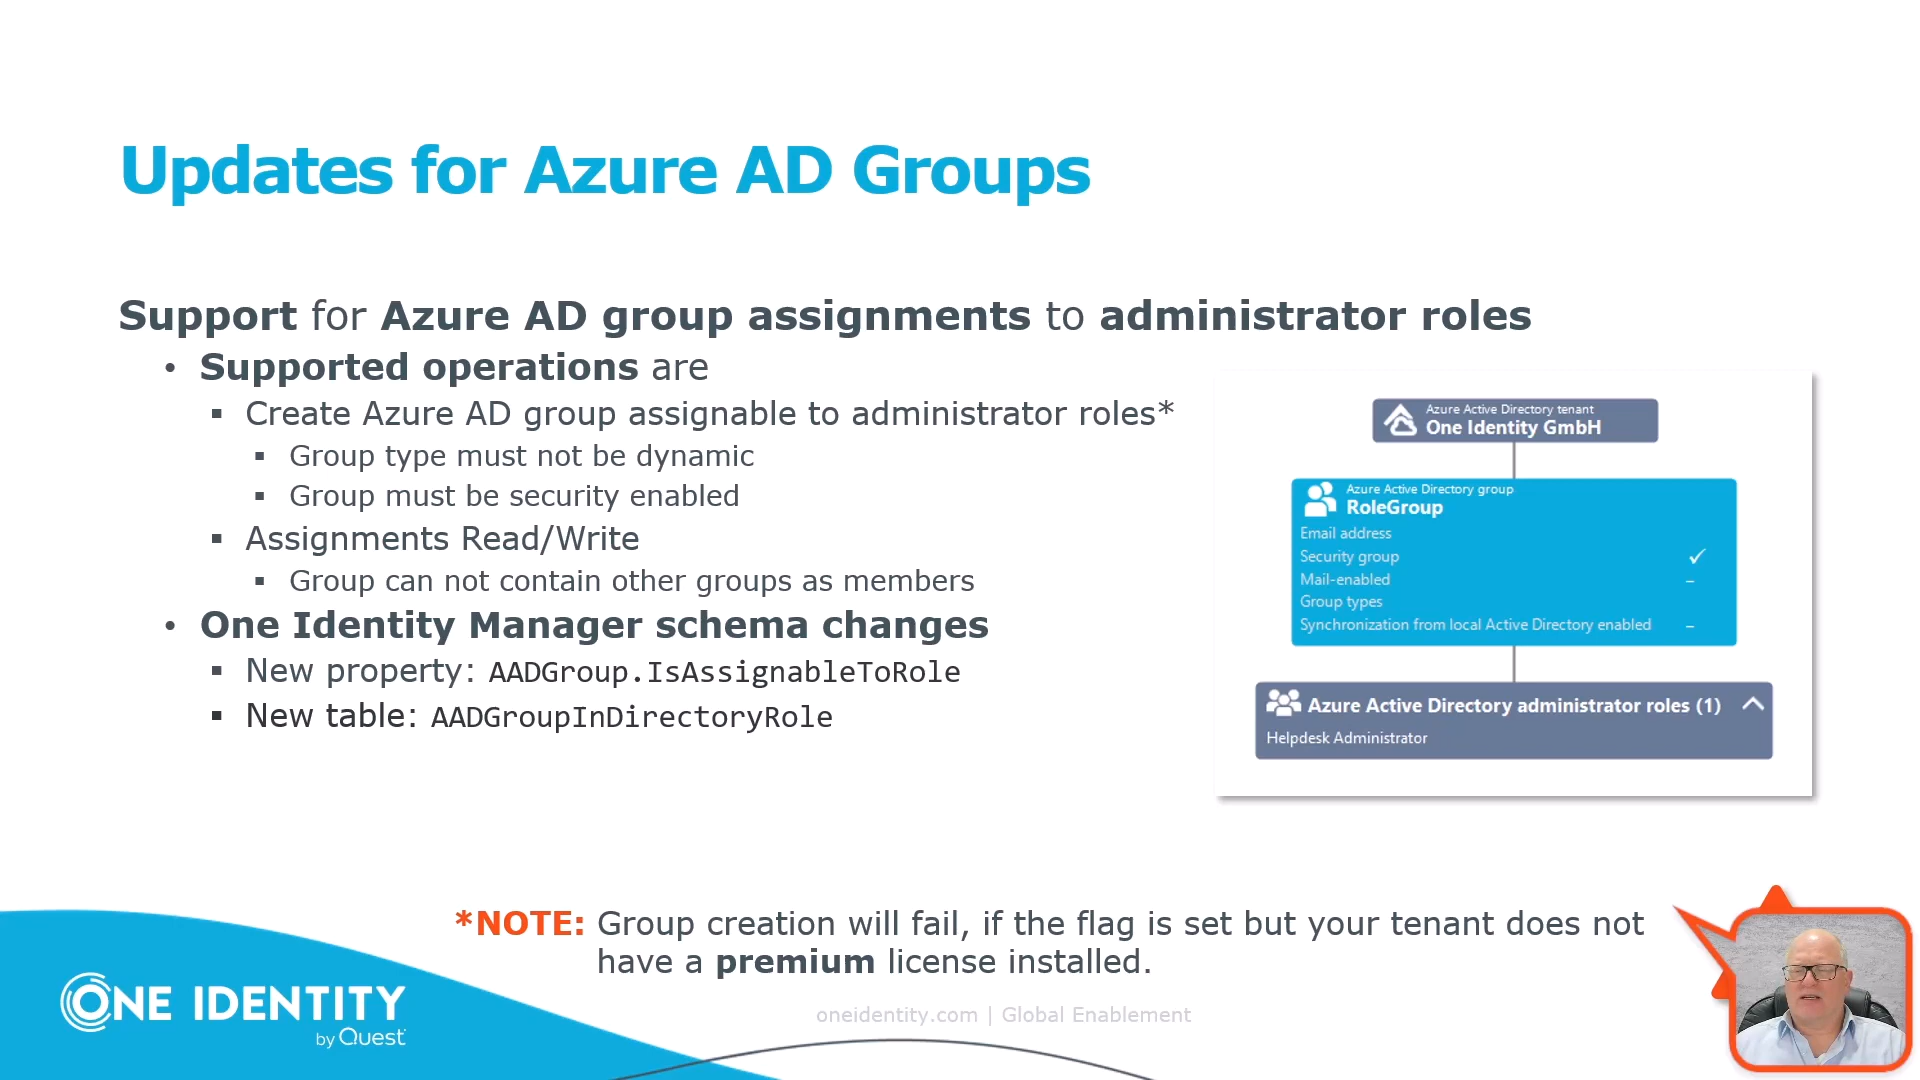 Updates for Azure AD Groups
Support for Azure AD group assignments to administrator roles
• Supported operations are
▪ Create Azure AD group assignable to administrator roles*
▪ Group type must not be dynamic
▪ Group must be security enabled
▪ Assignments Read/Write
▪ Group can not contain other groups as members
• One Identity Manager schema changes
▪ New property: AADGroup.IsAssignableToRole
▪ New table: AADGroupInDirectoryRole
Azure Active Directory tenant
One Identity GmbH
Azure Active Directory group
RoleGroup
Email address
Security group ✓
Mail-enabled –
Group types
Synchronization from local Active Directory enabled –
Azure Active Directory administrator roles (1)
Helpdesk Administrator
*NOTE: Group creation will fail, if the flag is set but your tenant does not
have a premium license installed.
ONE IDENTITY
by Quest
oneidentity.com | Global Enablement